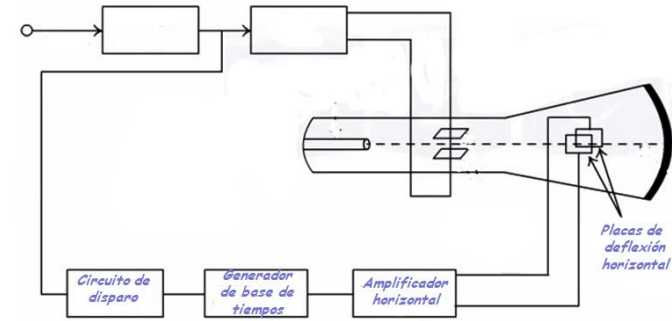 Placas de
deflexión
horizontal
Circuito de
disparo
Generador
de base de
tiempos
Amplificador
horizontal